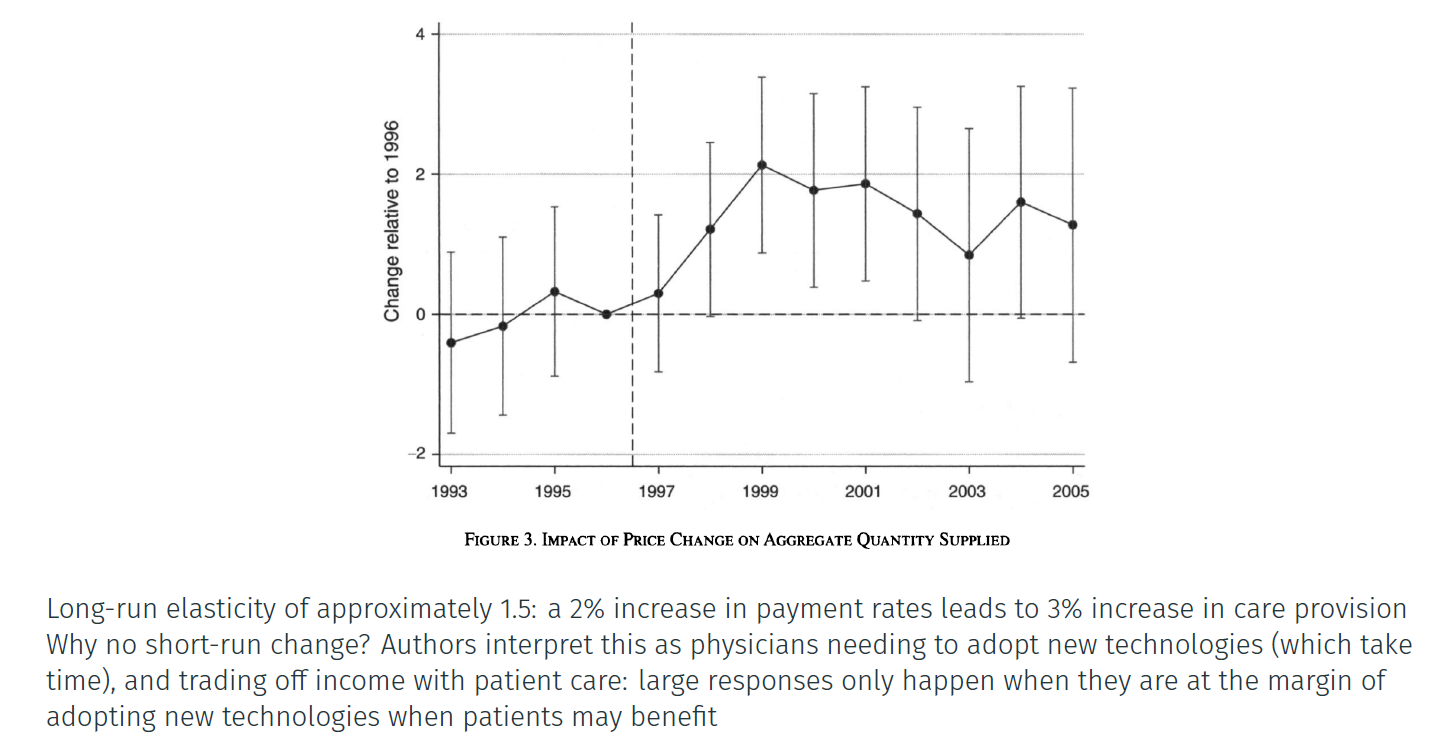 4
2
0
-2
Change relative to 1996
1993 1995 1997 1999 2001 2003 2005
FIGURE 3. IMPACT OF PRICE CHANGE ON AGGREGATE QUANTITY SUPPLIED
Long-run elasticity of approximately 1.5: a 2% increase in payment rates leads to 3% increase in care provision
Why no short-run change? Authors interpret this as physicians needing to adopt new technologies (which take
time), and trading off income with patient care: large responses only happen when they are at the margin of
adopting new technologies when patients may benefit